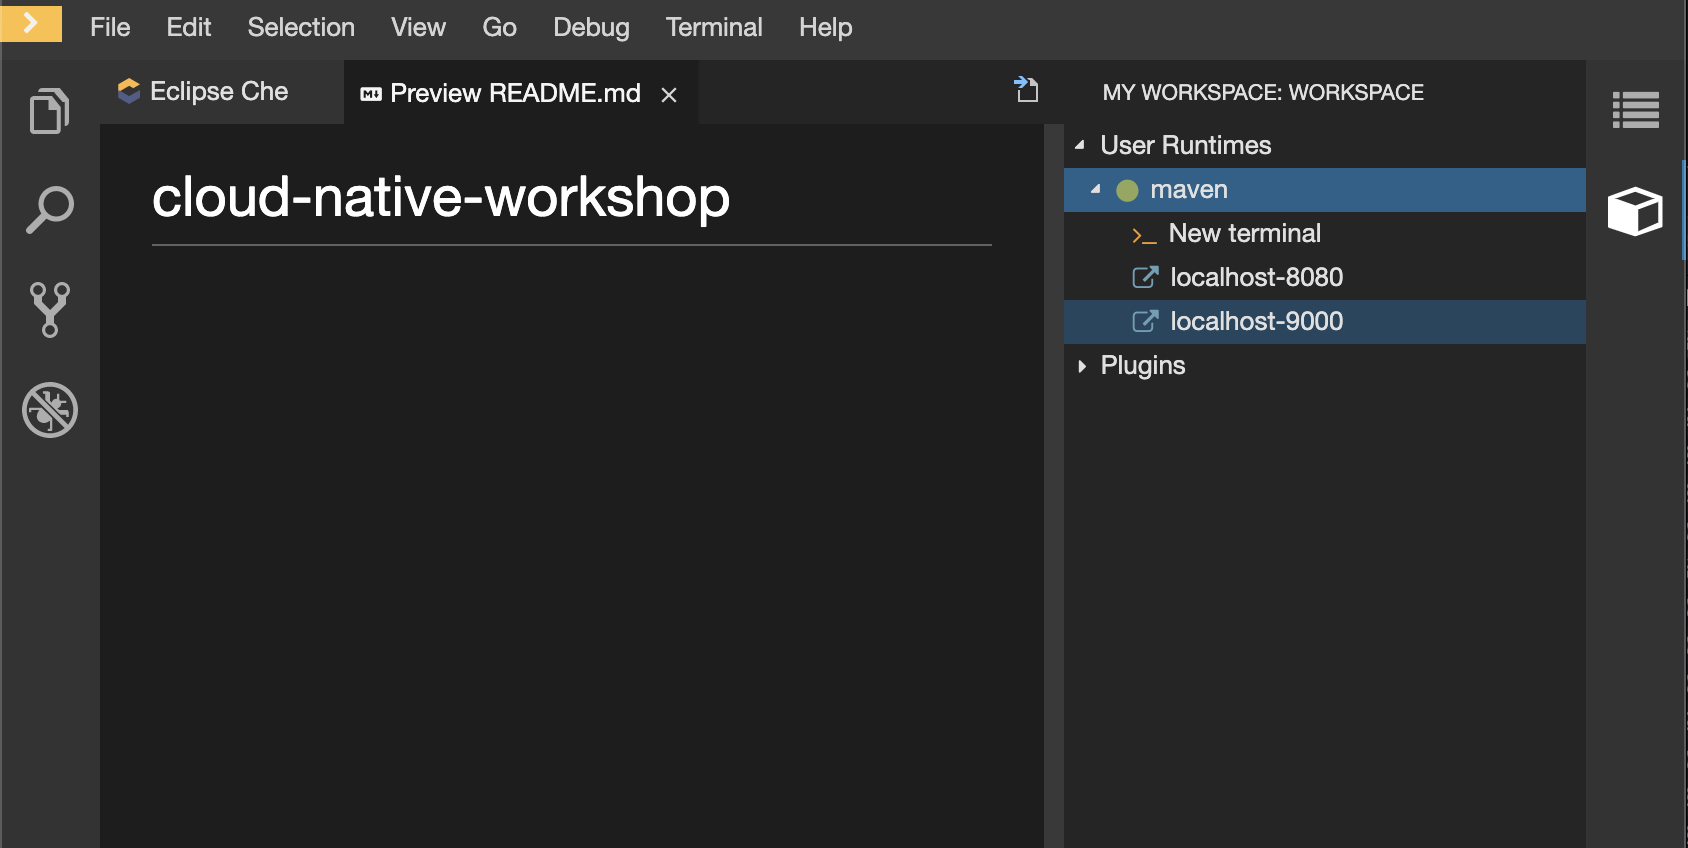 File Edit Selection View Go Debug Terminal Help
Eclipse Che
Preview README.md
cloud-native-workshop
MY WORKSPACE: WORKSPACE
User Runtimes
maven
New terminal
localhost-8080
localhost-9000
Plugins